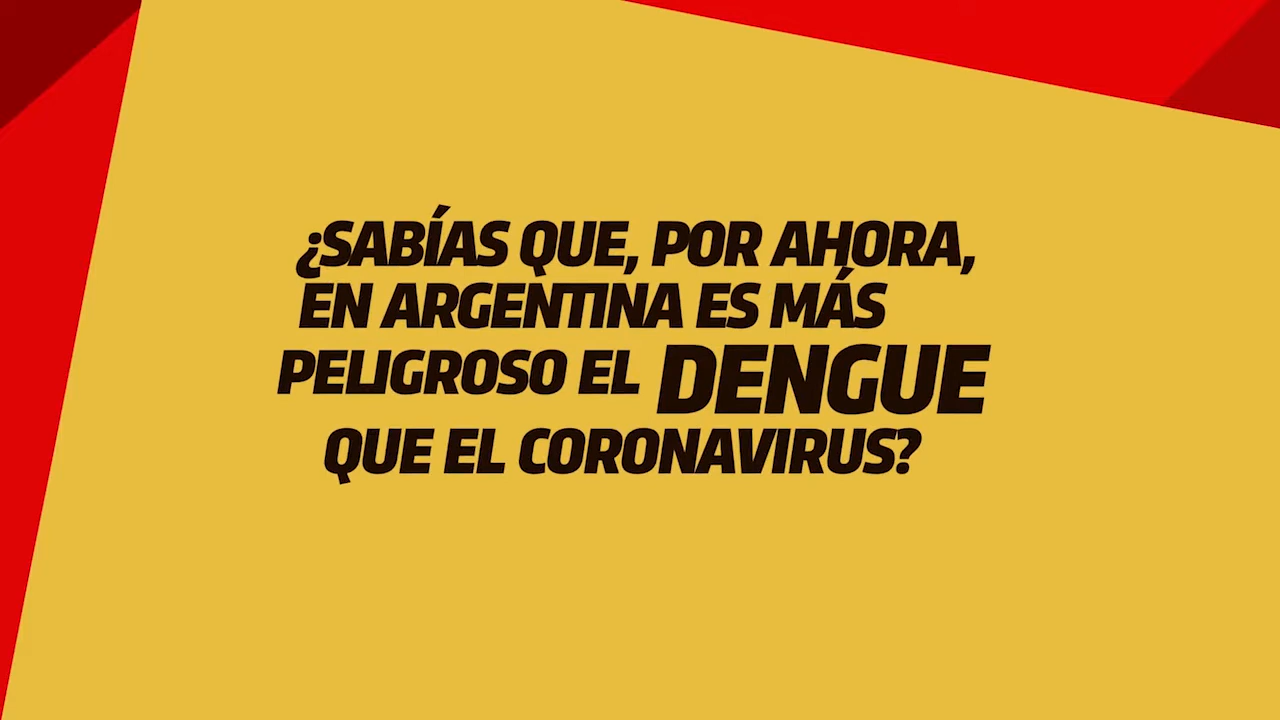 ¿SABÍAS QUE, POR AHORA,
EN ARGENTINA ES MÁS
PELIGROSO EL DENGUE
QUE EL CORONAVIRUS?